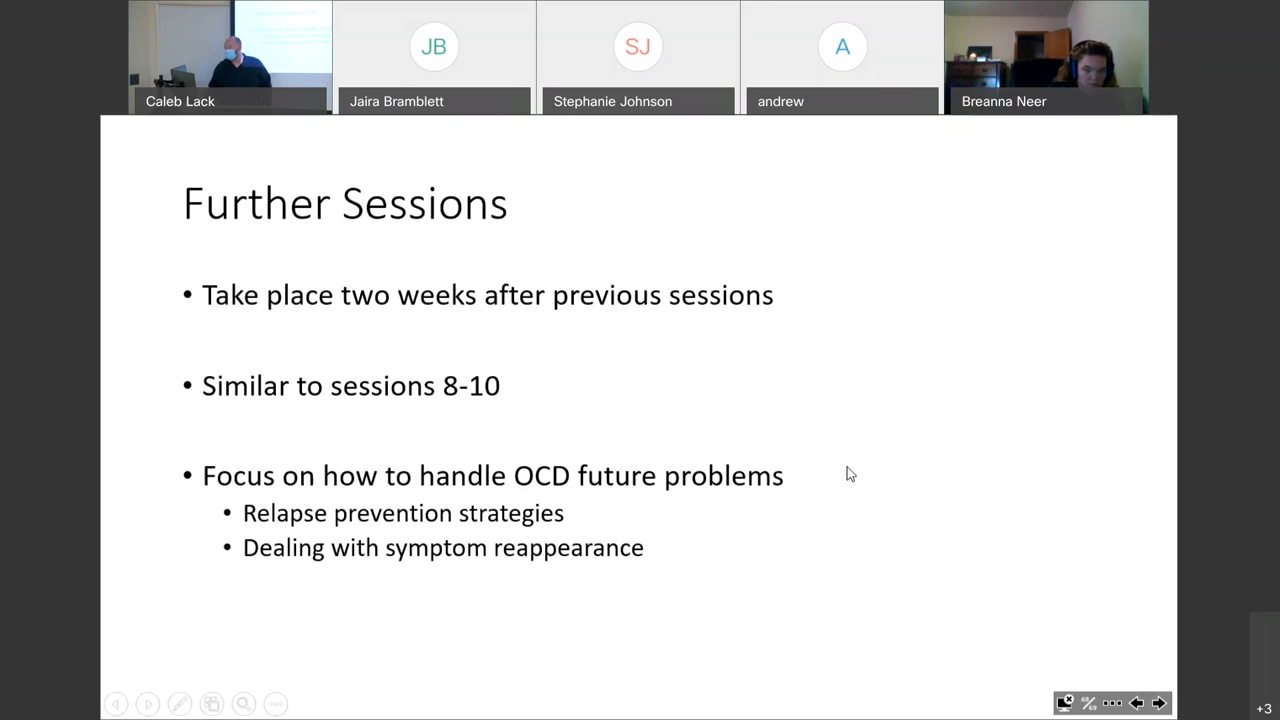 JB
SJ
A
Caleb Lack
Jaira Bramblett
Stephanie Johnson
andrew
Breanna Neer
Further Sessions
• Take place two weeks after previous sessions
• Similar to sessions 8-10
• Focus on how to handle OCD future problems
• Relapse prevention strategies
• Dealing with symptom reappearance
+3